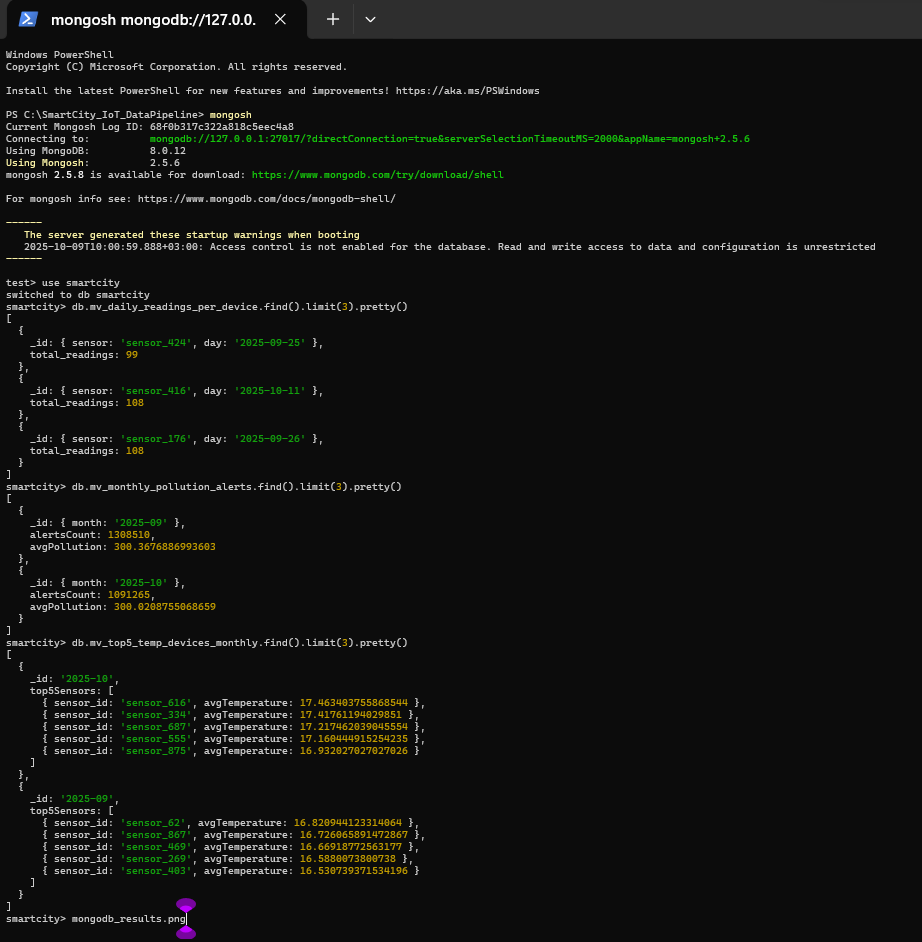 mongosh mongodb://127.0.0.
Windows PowerShell
Copyright (C) Microsoft Corporation. All rights reserved.
Install the latest PowerShell for new features and improvements! https://aka.ms/PSWindows
PS C:\SmartCity_IoT_DataPipeline> mongosh
Current Mongosh Log ID: 68f0b317c322a818c5eec4a8
Connecting to:          mongodb://127.0.0.1:27017/?directConnection=true&serverSelectionTimeoutMS=2000&appName=mongosh+2.5.6
Using MongoDB:          8.0.12
Using Mongosh:          2.5.6
mongosh 2.5.8 is available for download: https://www.mongodb.com/try/download/shell
For mongosh info see: https://www.mongodb.com/docs/mongodb-shell/
------
   The server generated these startup warnings when booting
   2025-10-09T10:00:59.888+03:00: Access control is not enabled for the database. Read and write access to data and configuration is unrestricted
------
test> use smartcity
switched to db smartcity
smartcity> db.mv_daily_readings_per_device.find().limit(3).pretty()
[
  {
    _id: { sensor: 'sensor_424', day: '2025-09-25' },
    total_readings: 99
  },
  {
    _id: { sensor: 'sensor_416', day: '2025-10-11' },
    total_readings: 108
  },
  {
    _id: { sensor: 'sensor_176', day: '2025-09-26' },
    total_readings: 108
  }
]
smartcity> db.mv_monthly_pollution_alerts.find().limit(3).pretty()
[
  {
    _id: { month: '2025-09' },
    alertsCount: 1308510,
    avgPollution: 300.3676886993603
  },
  {
    _id: { month: '2025-10' },
    alertsCount: 1091265,
    avgPollution: 300.0208755068659
  }
]
smartcity> db.mv_top5_temp_devices_monthly.find().limit(3).pretty()
[
  {
    _id: '2025-10',
    top5Sensors: [
      { sensor_id: 'sensor_616', avgTemperature: 17.463403755868544 },
      { sensor_id: 'sensor_334', avgTemperature: 17.41761194029851 },
      { sensor_id: 'sensor_687', avgTemperature: 17.217462039045554 },
      { sensor_id: 'sensor_555', avgTemperature: 17.160444915254235 },
      { sensor_id: 'sensor_875', avgTemperature: 16.932027027027026 }
    ]
  },
  {
    _id: '2025-09',
    top5Sensors: [
      { sensor_id: 'sensor_62', avgTemperature: 16.820944123314064 },
      { sensor_id: 'sensor_867', avgTemperature: 16.726065891472867 },
      { sensor_id: 'sensor_469', avgTemperature: 16.66918772563177 },
      { sensor_id: 'sensor_269', avgTemperature: 16.5880073800738 },
      { sensor_id: 'sensor_403', avgTemperature: 16.530739371534196 }
    ]
  }
]
smartcity> mongodb_results.png